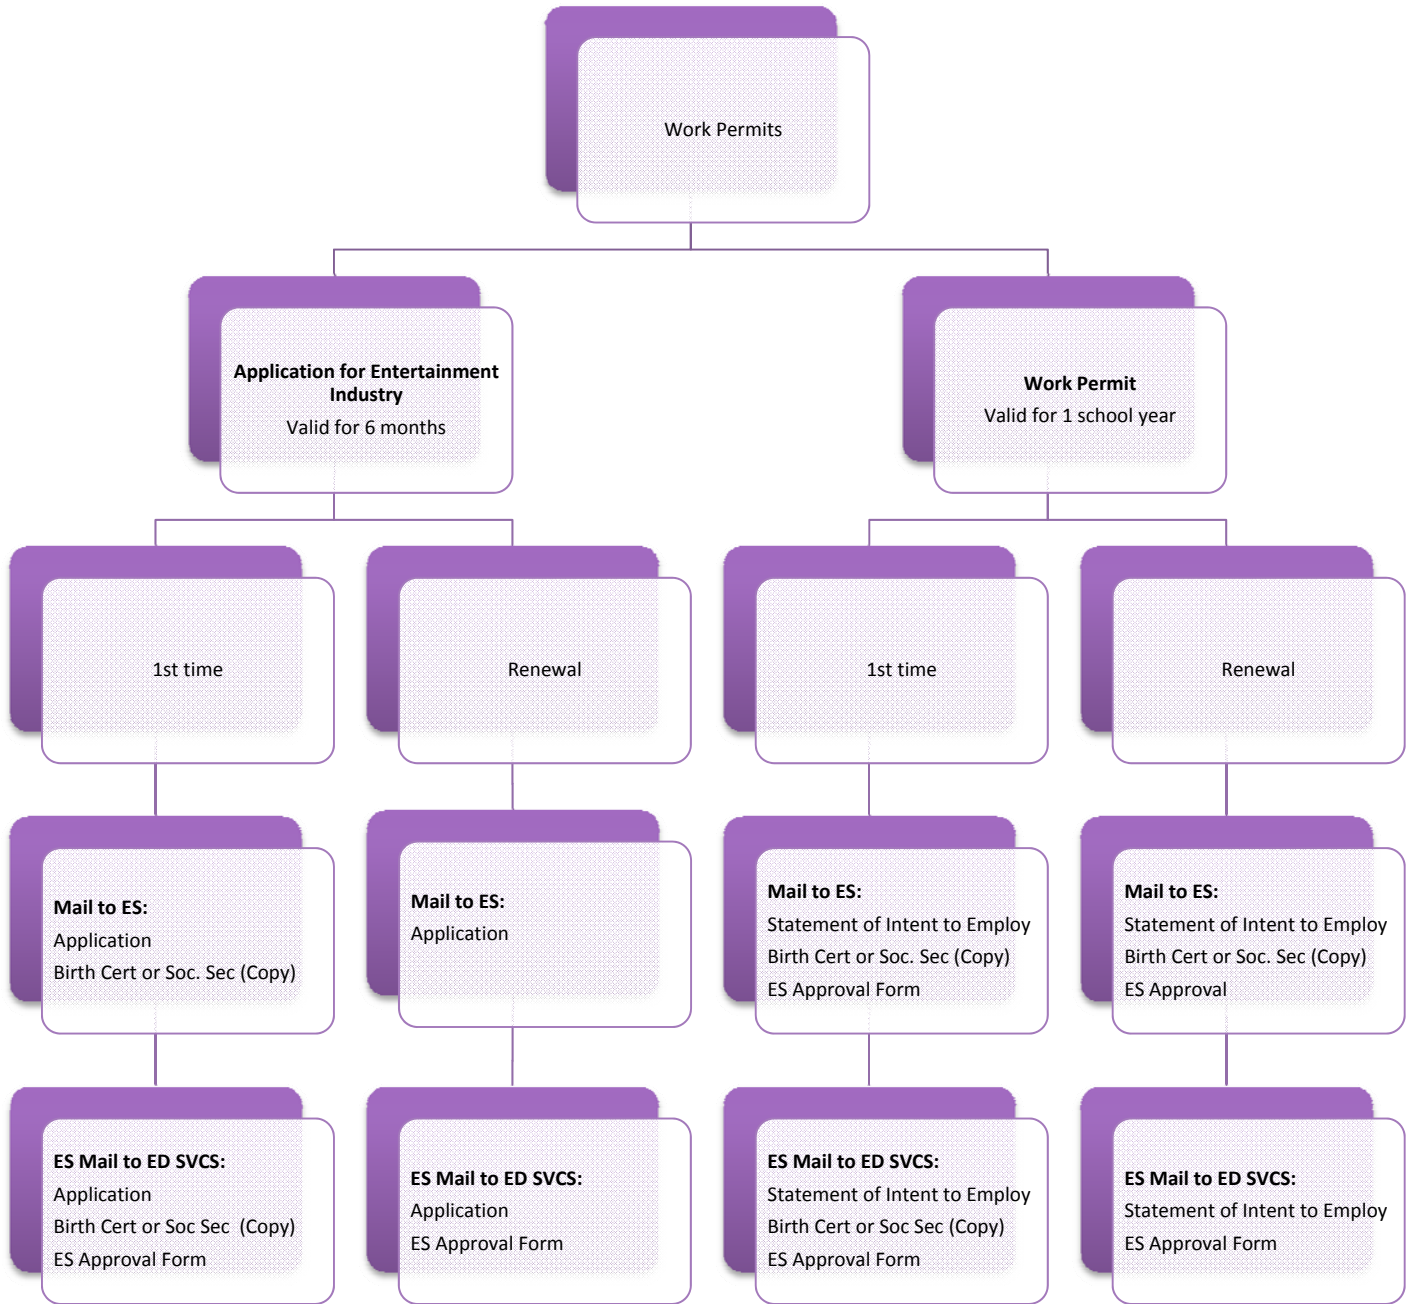 Work Permits
Application for Entertainment
Industry
Valid for 6 months
Work Permit
Valid for 1 school year
1st time
Renewal
1st time
Renewal
Mail to ES:
Application
Birth Cert or Soc. Sec (Copy)
Mail to ES:
Application
Mail to ES:
Statement of Intent to Employ
Birth Cert or Soc. Sec (Copy)
ES Approval Form
Mail to ES:
Statement of Intent to Employ
Birth Cert or Soc. Sec (Copy)
ES Approval
ES Mail to ED SVCS:
Application
Birth Cert or Soc Sec  (Copy)
ES Approval Form
ES Mail to ED SVCS:
Application
ES Approval Form
ES Mail to ED SVCS:
Statement of Intent to Employ
Birth Cert or Soc Sec (Copy)
ES Approval Form
ES Mail to ED SVCS:
Statement of Intent to Employ
ES Approval Form